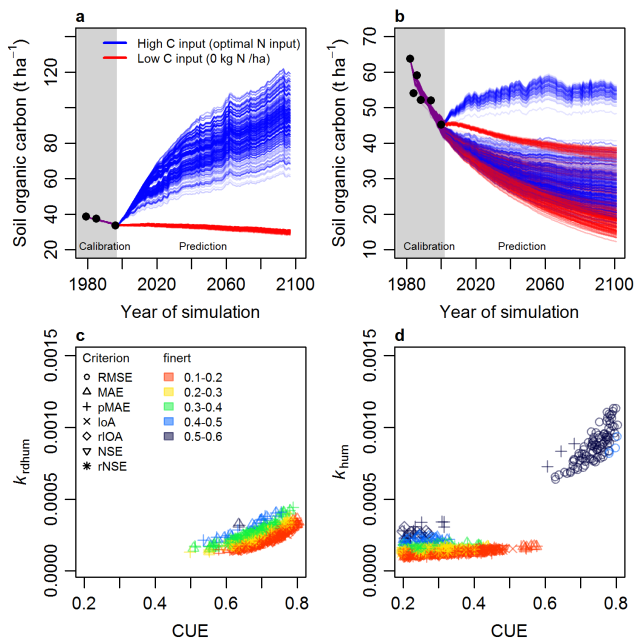 a
High C input (optimal N input)
Low C input (0 kg N /ha)
Soil organic carbon (t ha⁻¹)
20 40 60 80 120
Calibration
Prediction
1980 2020 2060 2100
Year of simulation
b
Soil organic carbon (t ha⁻¹)
10 20 30 40 50 60 70
Calibration
Prediction
1980 2020 2060 2100
Year of simulation
c
Criterion
RMSE
MAE
pMAE
IoA
rIOA
NSE
rNSE
finert
0.1-0.2
0.2-0.3
0.3-0.4
0.4-0.5
0.5-0.6
k rdhum
0.0000 0.0005 0.0010 0.0015
0.2 0.4 0.6 0.8
CUE
d
k hum
0.0000 0.0005 0.0010 0.0015
0.2 0.4 0.6 0.8
CUE